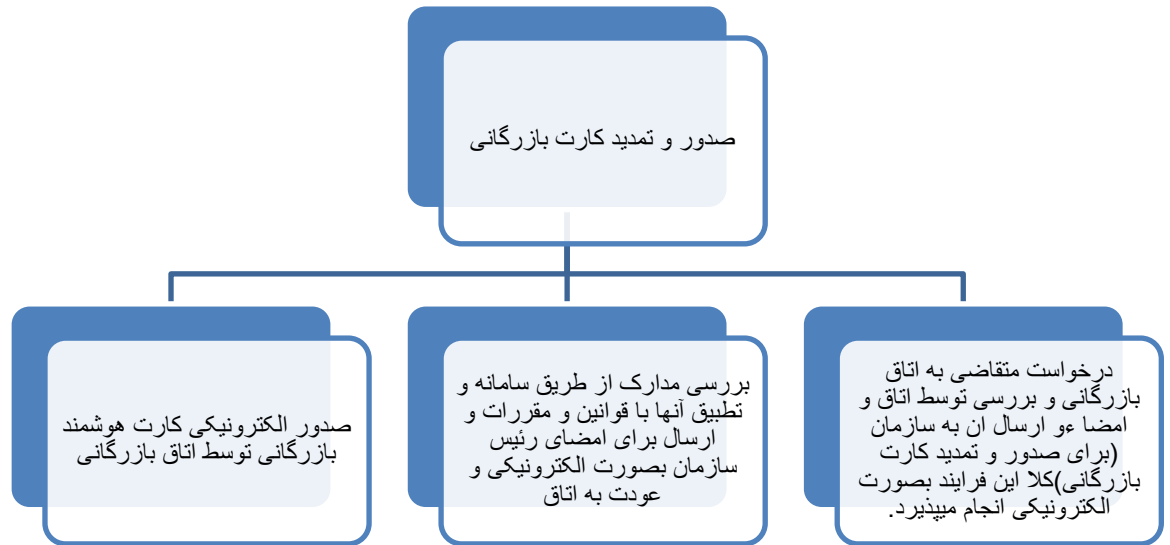 صدور و تمدید کارت بازرگانی
درخواست متقاضی به اتاق
بازرگانی و بررسی توسط اتاق و
امضا ءو ارسال ان به سازمان
(برای صدور و تمدید کارت
بازرگانی)کلا این فرایند بصورت
الکترونیکی انجام میپذیرد.
بررسی مدارک از طریق سامانه و
تطبیق آنها با قوانین و مقررات و
ارسال برای امضای رئیس
سازمان بصورت الکترونیکی و
عودت به اتاق
صدور الکترونیکی کارت هوشمند
بازرگانی توسط اتاق بازرگانی